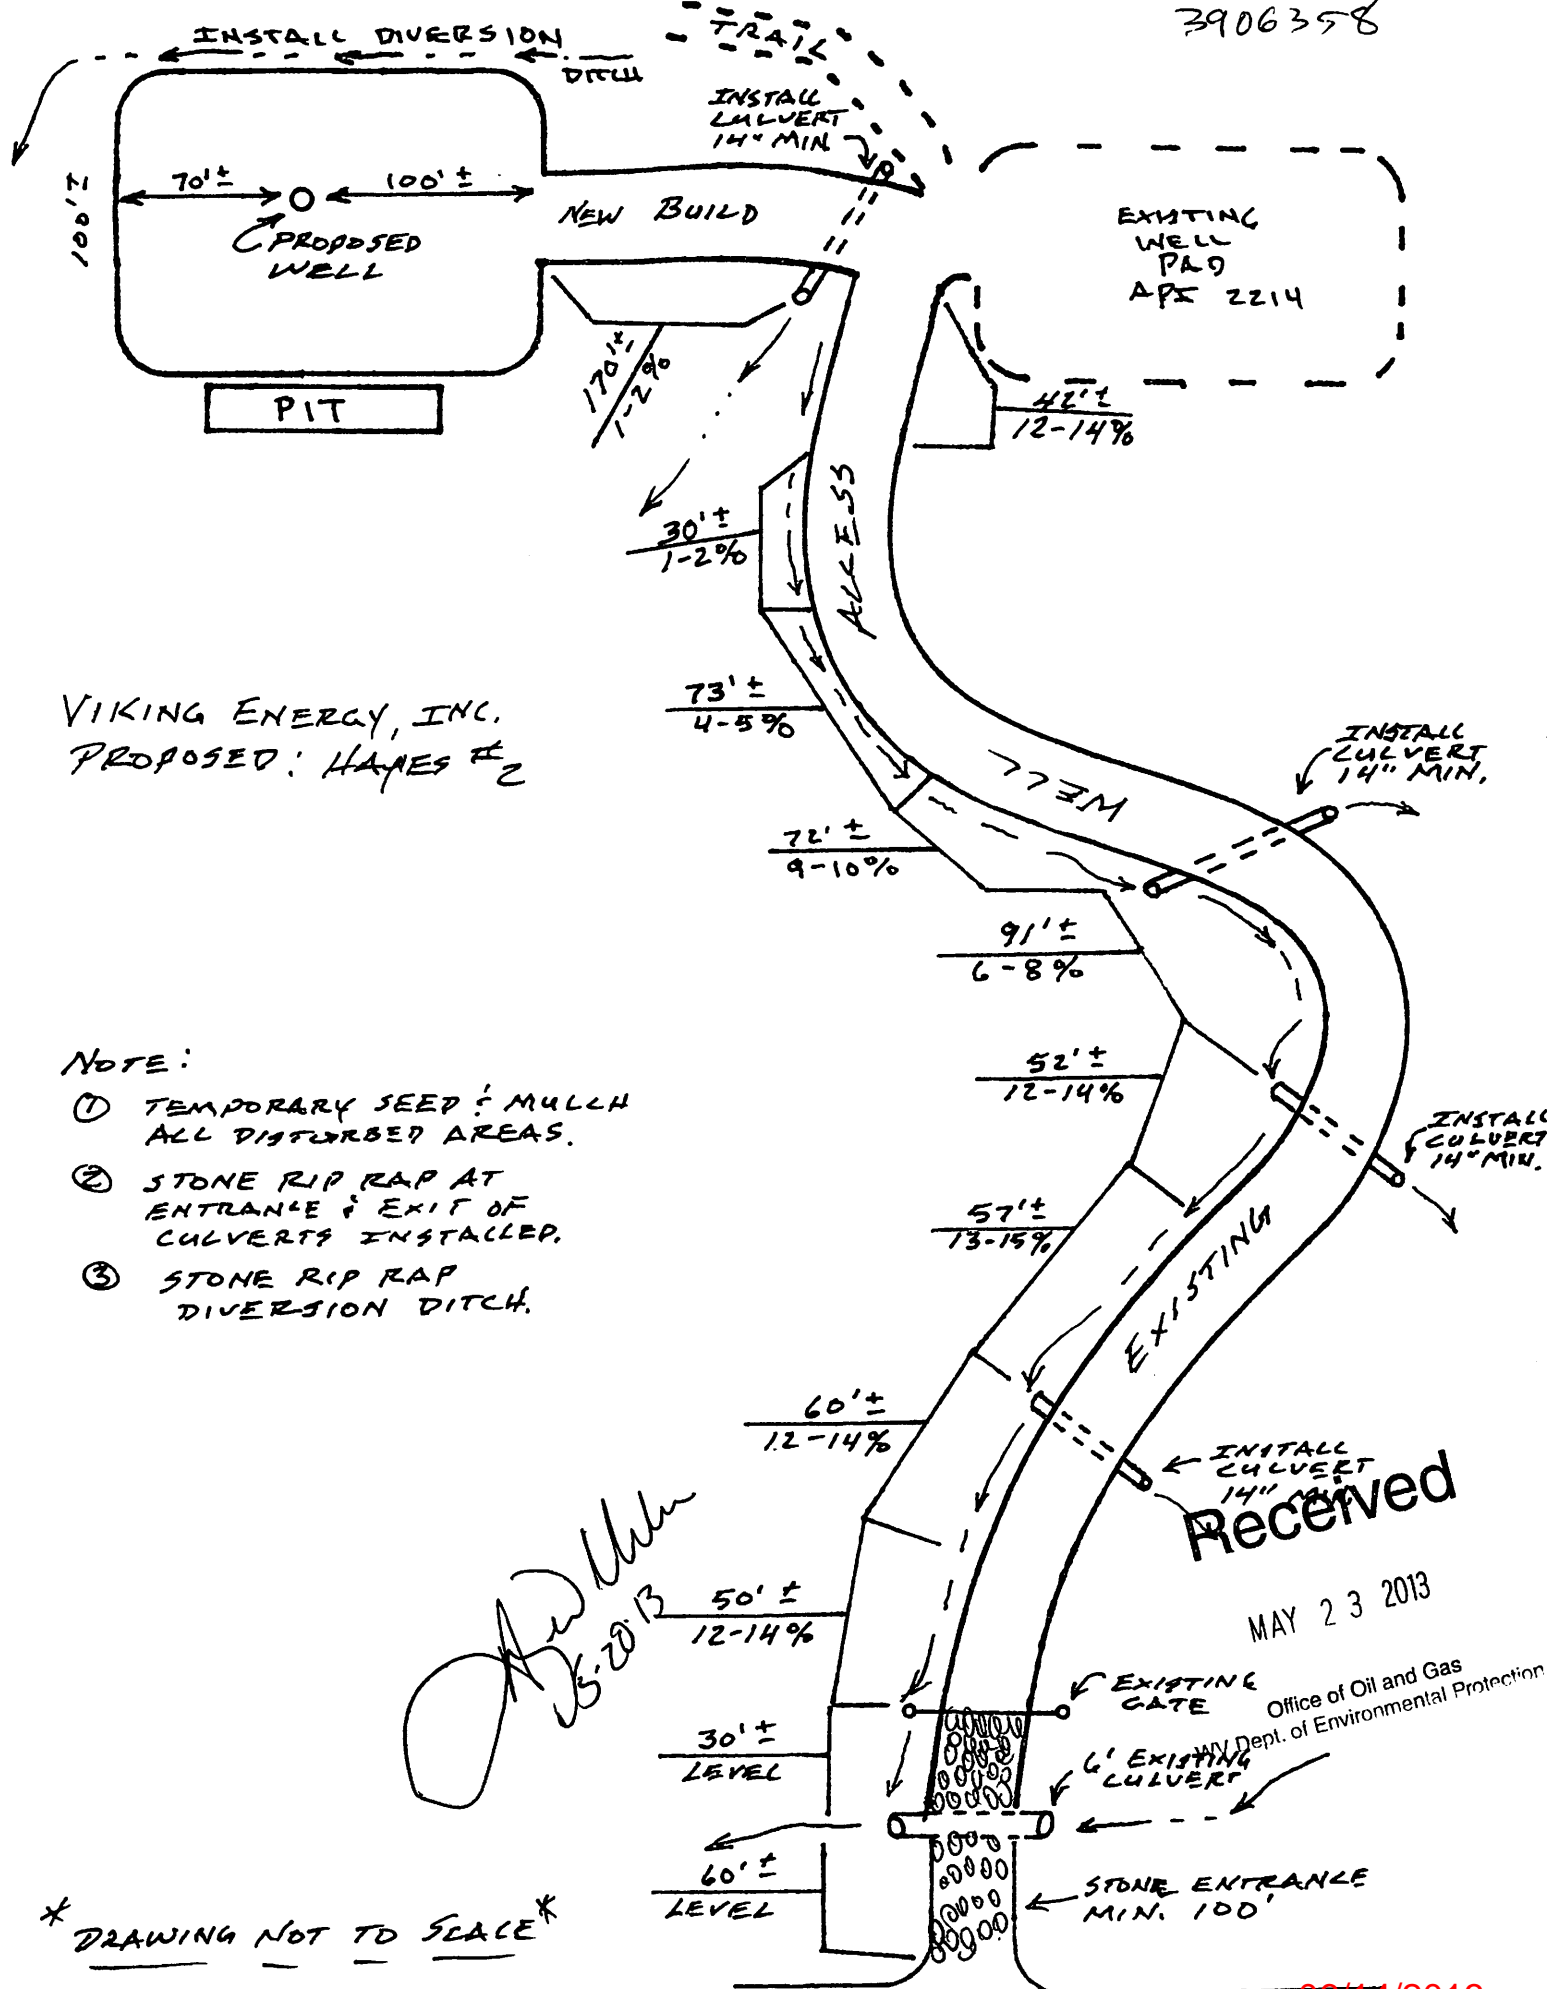 3906358
INSTALL DIVERSION
DITCH
TRAIL
INSTALL
CULVERT
14" MIN
100'±
70'±
100'±
PROPOSED
WELL
NEW BUILD
EXISTING
WELL
PAD
API 2214
PIT
170'±
1-2%
42'±
12-14%
ACCESS
30'±
1-2%
73'±
4-5%
VIKING ENERGY, INC.
PROPOSED: HAYES #2
WELL
INSTALL
CULVERT
14" MIN.
72'±
9-10%
91'±
6-8%
52'±
12-14%
NOTE:
① TEMPORARY SEED & MULCH
ALL DISTURBED AREAS.
② STONE RIP RAP AT
ENTRANCE & EXIT OF
CULVERTS INSTALLED.
③ STONE RIP RAP
DIVERSION DITCH.
INSTALL
CULVERT
14" MIN.
57'±
13-15%
EXISTING
60'±
12-14%
INSTALL
CULVERT
14" MIN.
Received
MAY 23 2013
Office of Oil and Gas
WV Dept. of Environmental Protection
5-20-13
50'±
12-14%
EXISTING
GATE
30'±
LEVEL
6' EXISTING
CULVERT
60'±
LEVEL
STONE ENTRANCE
MIN. 100'
* DRAWING NOT TO SCALE *